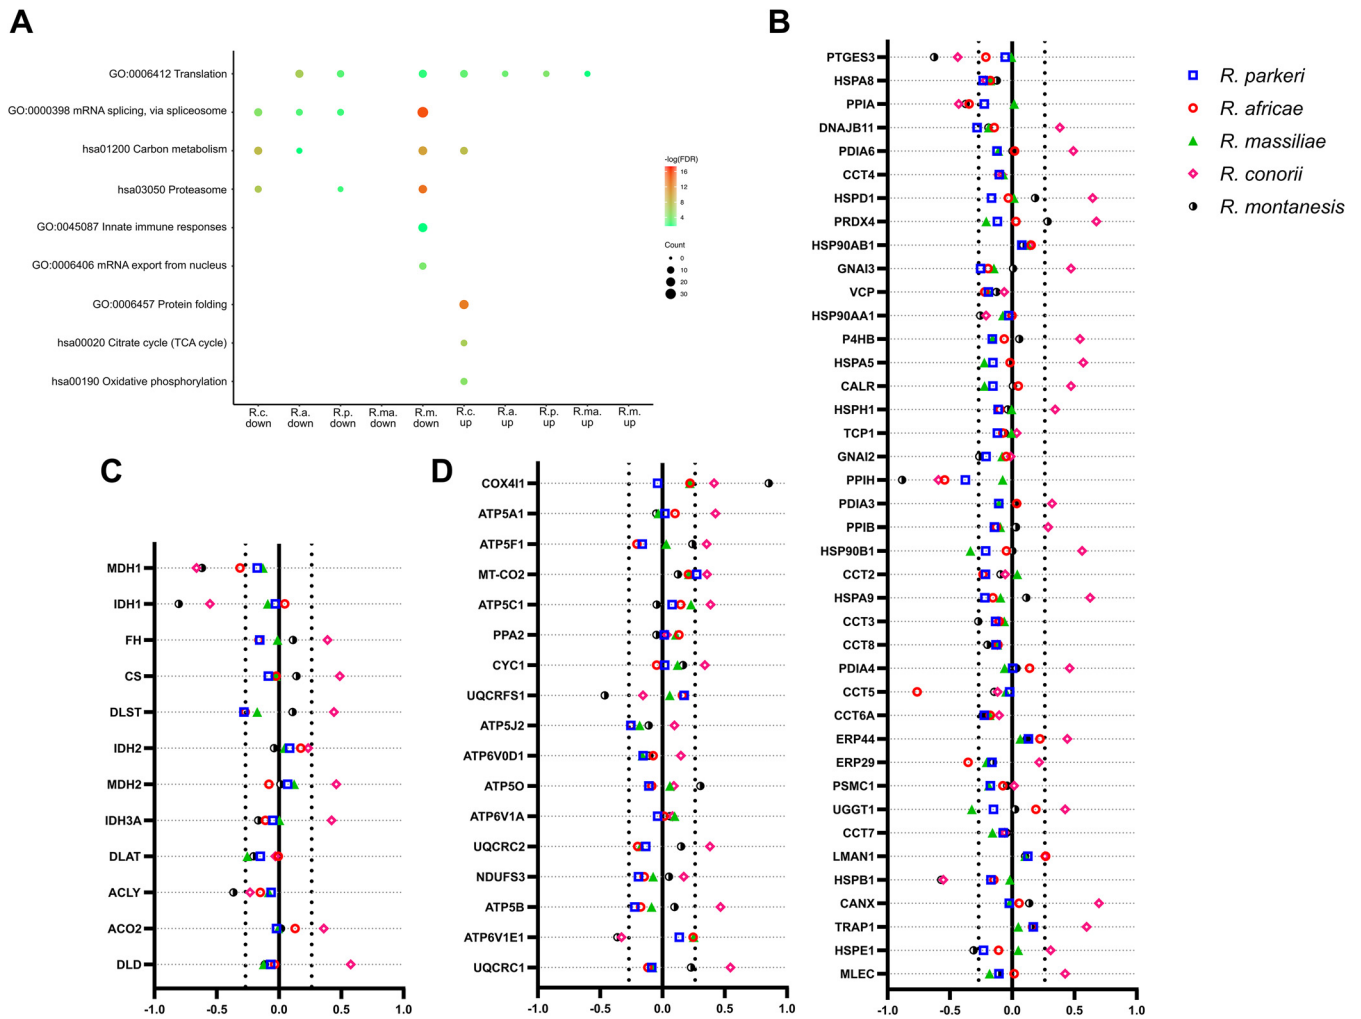 A
GO:0006412 Translation
GO:0000398 mRNA splicing, via spliceosome
hsa01200 Carbon metabolism
hsa03050 Proteasome
GO:0045087 Innate immune responses
GO:0006406 mRNA export from nucleus
GO:0006457 Protein folding
hsa00020 Citrate cycle (TCA cycle)
hsa00190 Oxidative phosphorylation
R.c. R.a. R.p. R.ma. R.m. R.c. R.a. R.p. R.ma. R.m.
down down down down down up up up up up
-log(FDR)
16
12
8
4
Count
0
10
20
30
B
PTGES3
HSPA8
PPIA
DNAJB11
PDIA6
CCT4
HSPD1
PRDX4
HSP90AB1
GNAI3
VCP
HSP90AA1
P4HB
HSPA5
CALR
HSPH1
TCP1
GNAI2
PPIH
PDIA3
PPIB
HSP90B1
CCT2
HSPA9
CCT3
CCT8
PDIA4
CCT5
CCT6A
ERP44
ERP29
PSMC1
UGGT1
CCT7
LMAN1
HSPB1
CANX
TRAP1
HSPE1
MLEC
-1.0 -0.5 0.0 0.5 1.0
R. parkeri
R. africae
R. massiliae
R. conorii
R. montanesis
C
MDH1
IDH1
FH
CS
DLST
IDH2
MDH2
IDH3A
DLAT
ACLY
ACO2
DLD
-1.0 -0.5 0.0 0.5 1.0
D
COX4I1
ATP5A1
ATP5F1
MT-CO2
ATP5C1
PPA2
CYC1
UQCRFS1
ATP5J2
ATP6V0D1
ATP5O
ATP6V1A
UQCRC2
NDUFS3
ATP5B
ATP6V1E1
UQCRC1
-1.0 -0.5 0.0 0.5 1.0